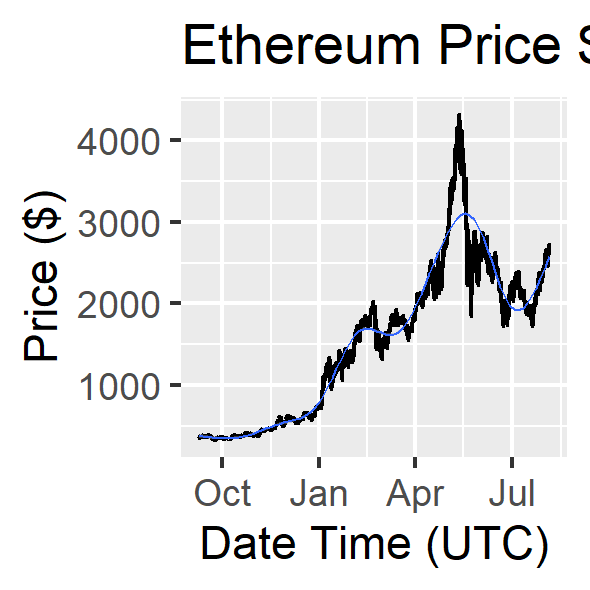 Ethereum Price
Price ($)
4000
3000
2000
1000
Oct Jan Apr Jul
Date Time (UTC)